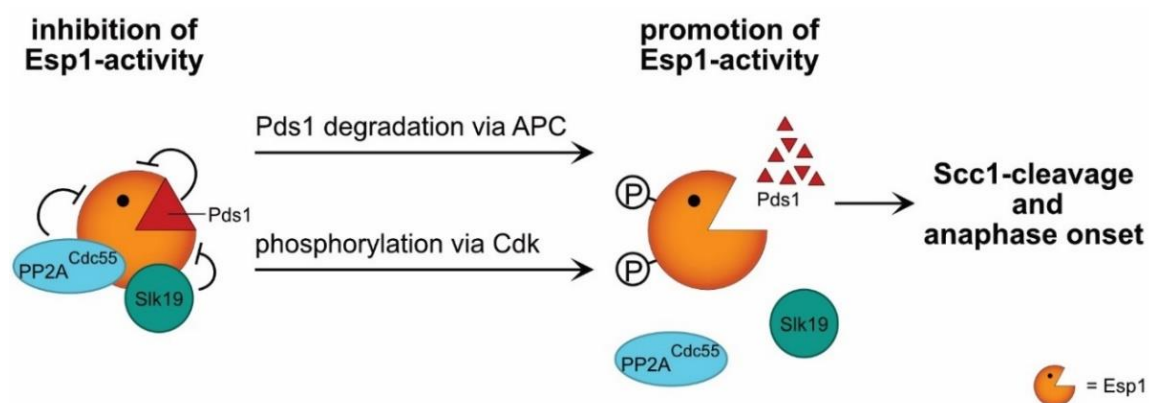 inhibition of
Esp1-activity
promotion of
Esp1-activity
Pds1 degradation via APC
Pds1
phosphorylation via Cdk
PP2A Cdc55
Slk19
P
P
Pds1
Slk19
PP2A Cdc55
Scc1-cleavage
and
anaphase onset
= Esp1